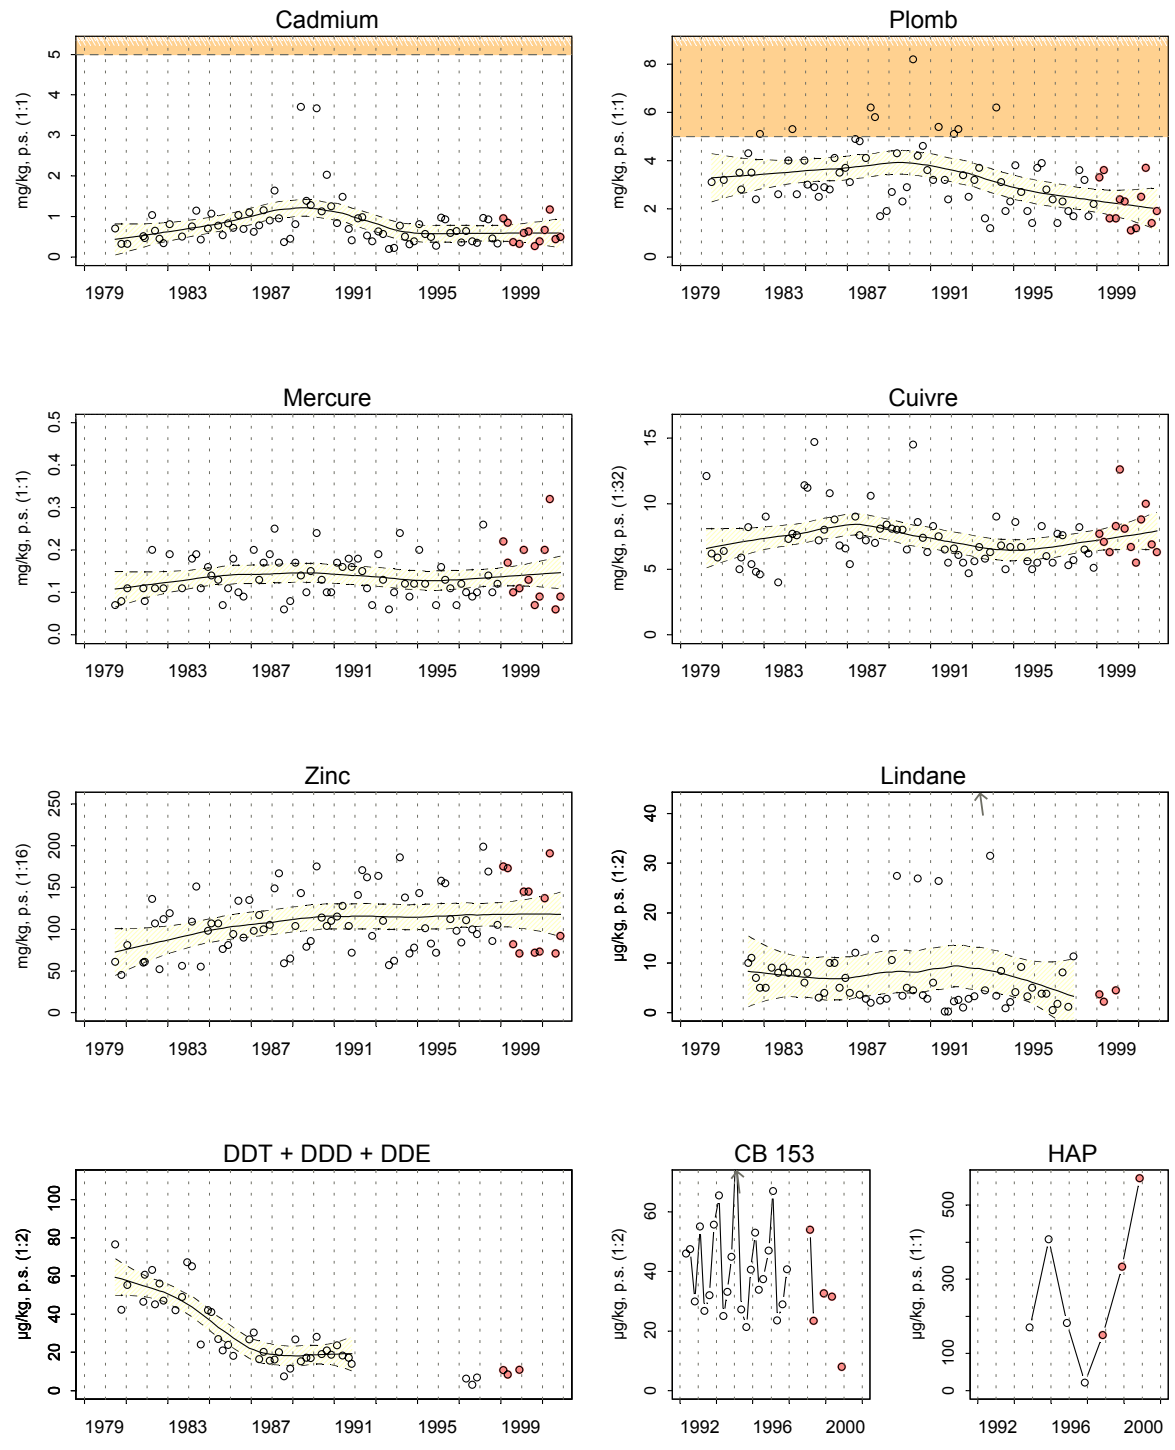 Cadmium
mg/kg, p.s. (1:1)
5
4
3
2
1
0
1979 1983 1987 1991 1995 1999
Plomb
mg/kg, p.s. (1:1)
8
6
4
2
0
1979 1983 1987 1991 1995 1999
Mercure
mg/kg, p.s. (1:1)
0.5
0.4
0.3
0.2
0.1
0.0
1979 1983 1987 1991 1995 1999
Cuivre
mg/kg, p.s. (1:32)
15
10
5
0
1979 1983 1987 1991 1995 1999
Zinc
mg/kg, p.s. (1:16)
250
200
150
100
50
0
1979 1983 1987 1991 1995 1999
Lindane
µg/kg, p.s. (1:2)
40
30
20
10
0
1979 1983 1987 1991 1995 1999
DDT + DDD + DDE
µg/kg, p.s. (1:2)
100
80
60
40
20
0
1979 1983 1987 1991 1995 1999
CB 153
µg/kg, p.s. (1:2)
60
40
20
0
1992 1996 2000
HAP
µg/kg, p.s. (1:1)
500
300
100
0
1992 1996 2000